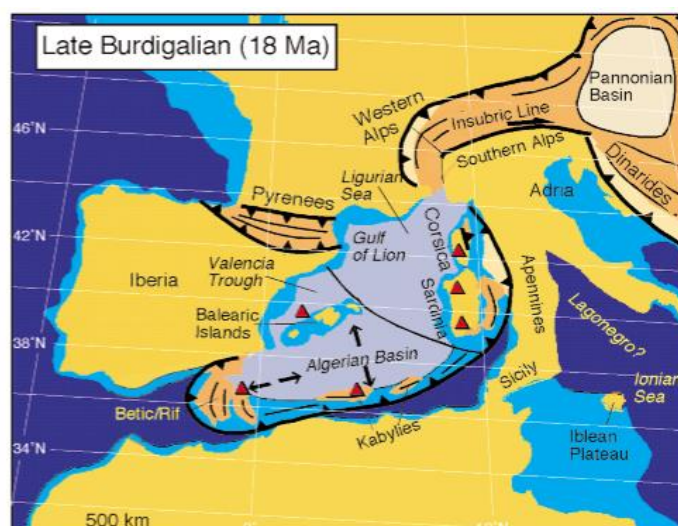 Late Burdigalian (18 Ma)
Pannonian
Basin
Western
Alps
Insubric Line
46°N
Southern Alps
Dinarides
Ligurian
Sea
Adria
Pyrenees
Corsica
42°N
Gulf
of Lion
Iberia
Valencia
Trough
Apennines
Sardinia
Balearic
Islands
Lagonegro?
38°N
Algerian Basin
Sicily
Ionian
Sea
Betic/Rif
Kabylies
Iblean
Plateau
34°N
500 km